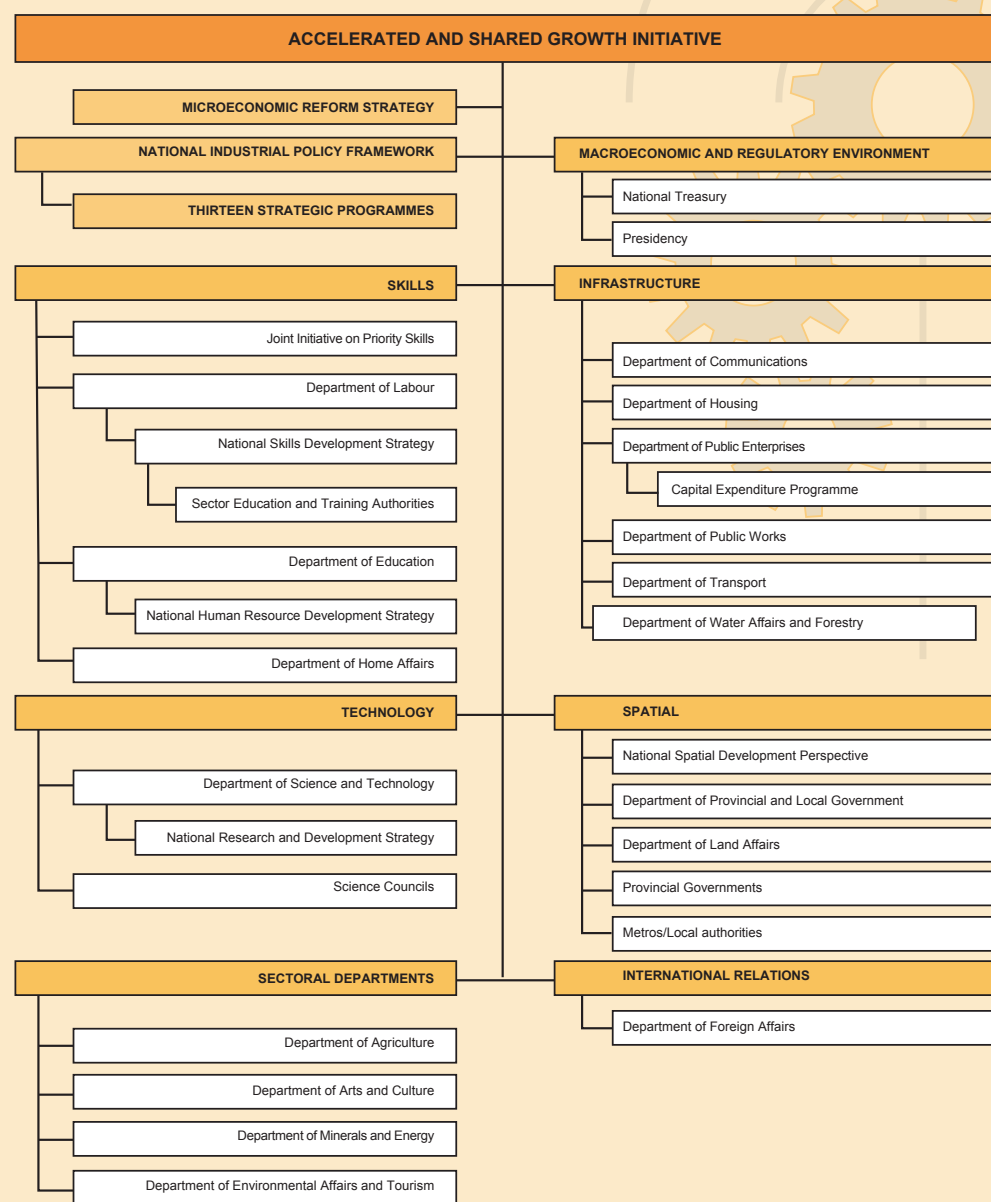 ACCELERATED AND SHARED GROWTH INITIATIVE
MICROECONOMIC REFORM STRATEGY
NATIONAL INDUSTRIAL POLICY FRAMEWORK
THIRTEEN STRATEGIC PROGRAMMES
MACROECONOMIC AND REGULATORY ENVIRONMENT
National Treasury
Presidency
SKILLS
Joint Initiative on Priority Skills
Department of Labour
National Skills Development Strategy
Sector Education and Training Authorities
Department of Education
National Human Resource Development Strategy
Department of Home Affairs
INFRASTRUCTURE
Department of Communications
Department of Housing
Department of Public Enterprises
Capital Expenditure Programme
Department of Public Works
Department of Transport
Department of Water Affairs and Forestry
TECHNOLOGY
Department of Science and Technology
National Research and Development Strategy
Science Councils
SPATIAL
National Spatial Development Perspective
Department of Provincial and Local Government
Department of Land Affairs
Provincial Governments
Metros/Local authorities
SECTORAL DEPARTMENTS
Department of Agriculture
Department of Arts and Culture
Department of Minerals and Energy
Department of Environmental Affairs and Tourism
INTERNATIONAL RELATIONS
Department of Foreign Affairs